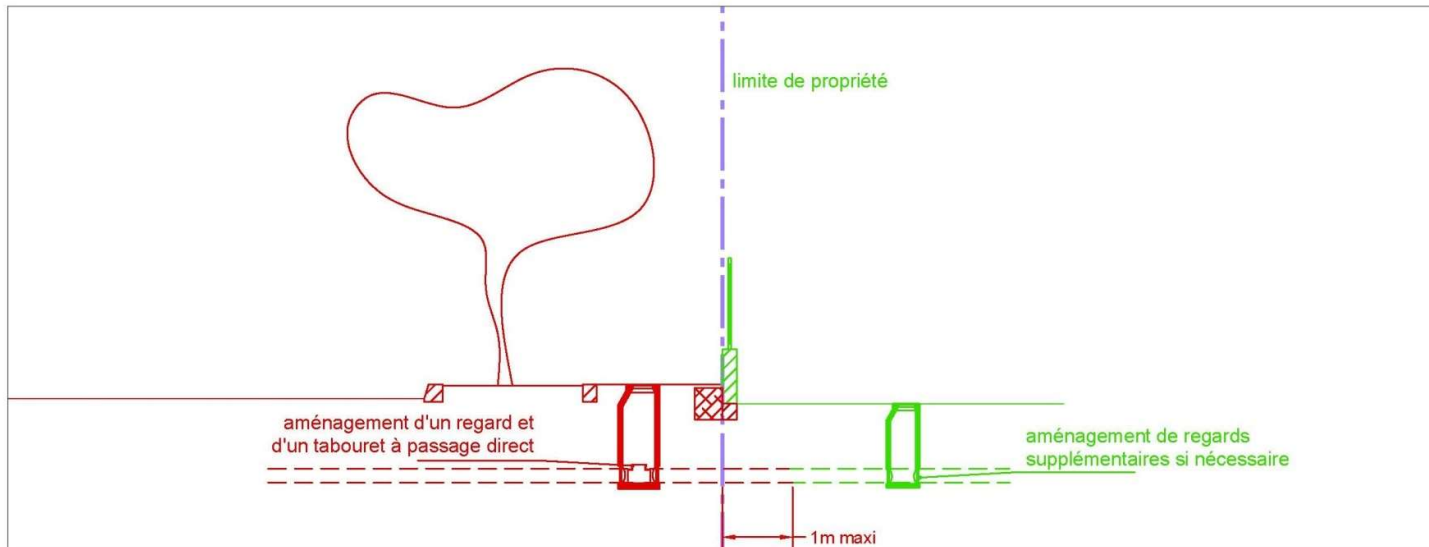 limite de propriété
aménagement d'un regard et
d'un tabouret à passage direct
aménagement de regards
supplémentaires si nécessaire
1m maxi